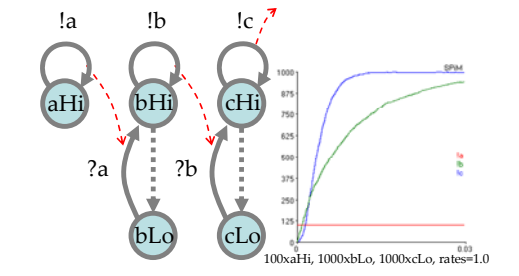 !a !b !c
aHi bHi cHi
?a ?b
bLo cLo
SPiM
1000
875
750
625
500
375
250
125
0
0 0.03
!a
!b
!c
100xaHi, 1000xbLo, 1000xcLo, rates=1.0